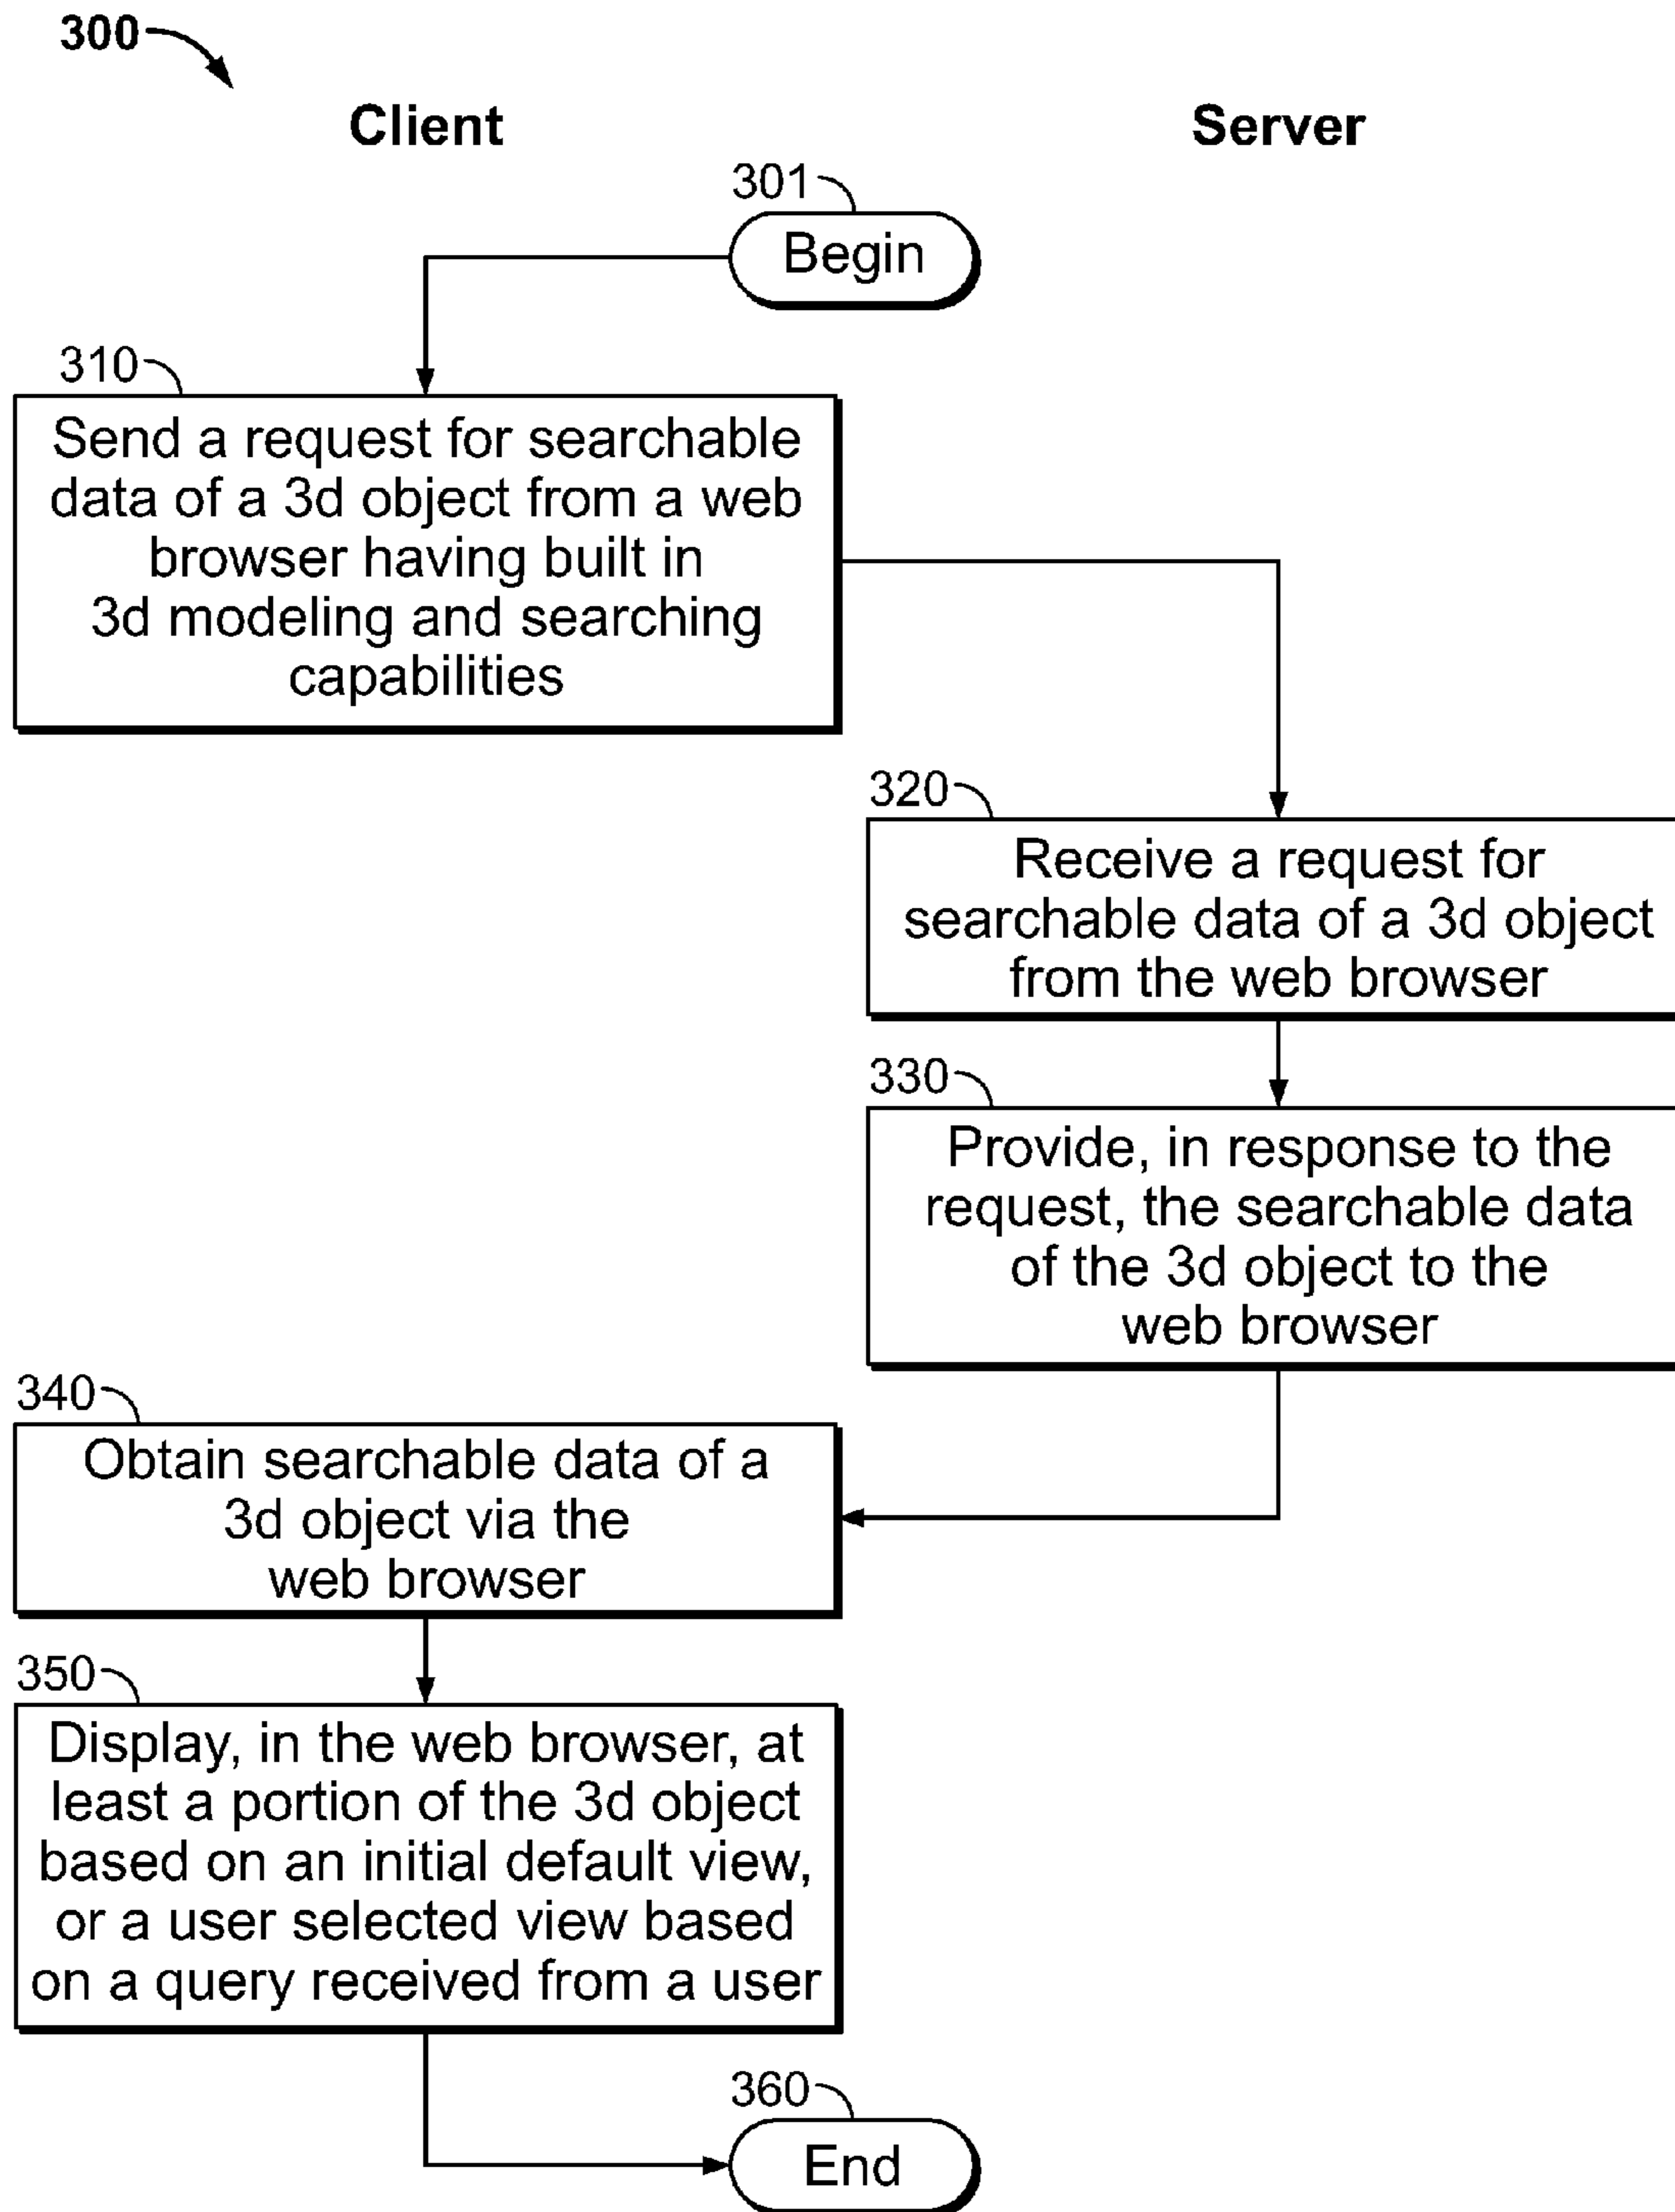 300
Client
Server
301
Begin
310
Send a request for searchable
data of a 3d object from a web
browser having built in
3d modeling and searching
capabilities
320
Receive a request for
searchable data of a 3d object
from the web browser
330
Provide, in response to the
request, the searchable data
of the 3d object to the
web browser
340
Obtain searchable data of a
3d object via the
web browser
350
Display, in the web browser, at
least a portion of the 3d object
based on an initial default view,
or a user selected view based
on a query received from a user
360
End